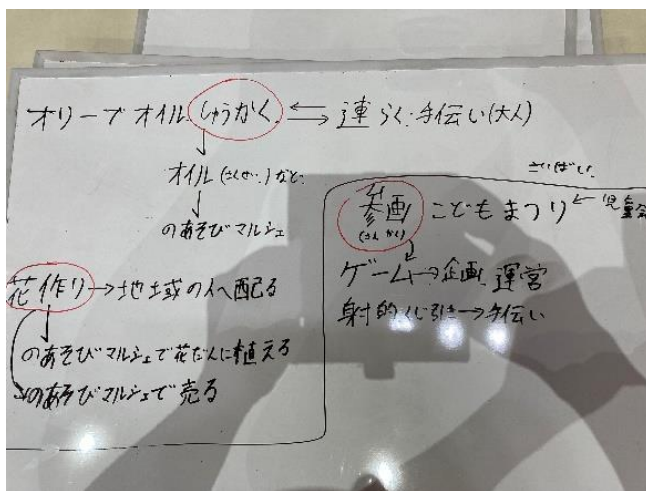 オリーブオイルしゅうかく ⇄ 連らく・手伝い(大人)
↓
オイル(さくせい)など
↓
のあそびマルシェ
花作り→地域の人へ配る
↓
のあそびマルシェで花だんに植える
→のあそびマルシェで売る
さいばい
参画 こどもまつり←児童
(さんかく)
ゲーム→企画、運営
射的くじ引き→手伝い